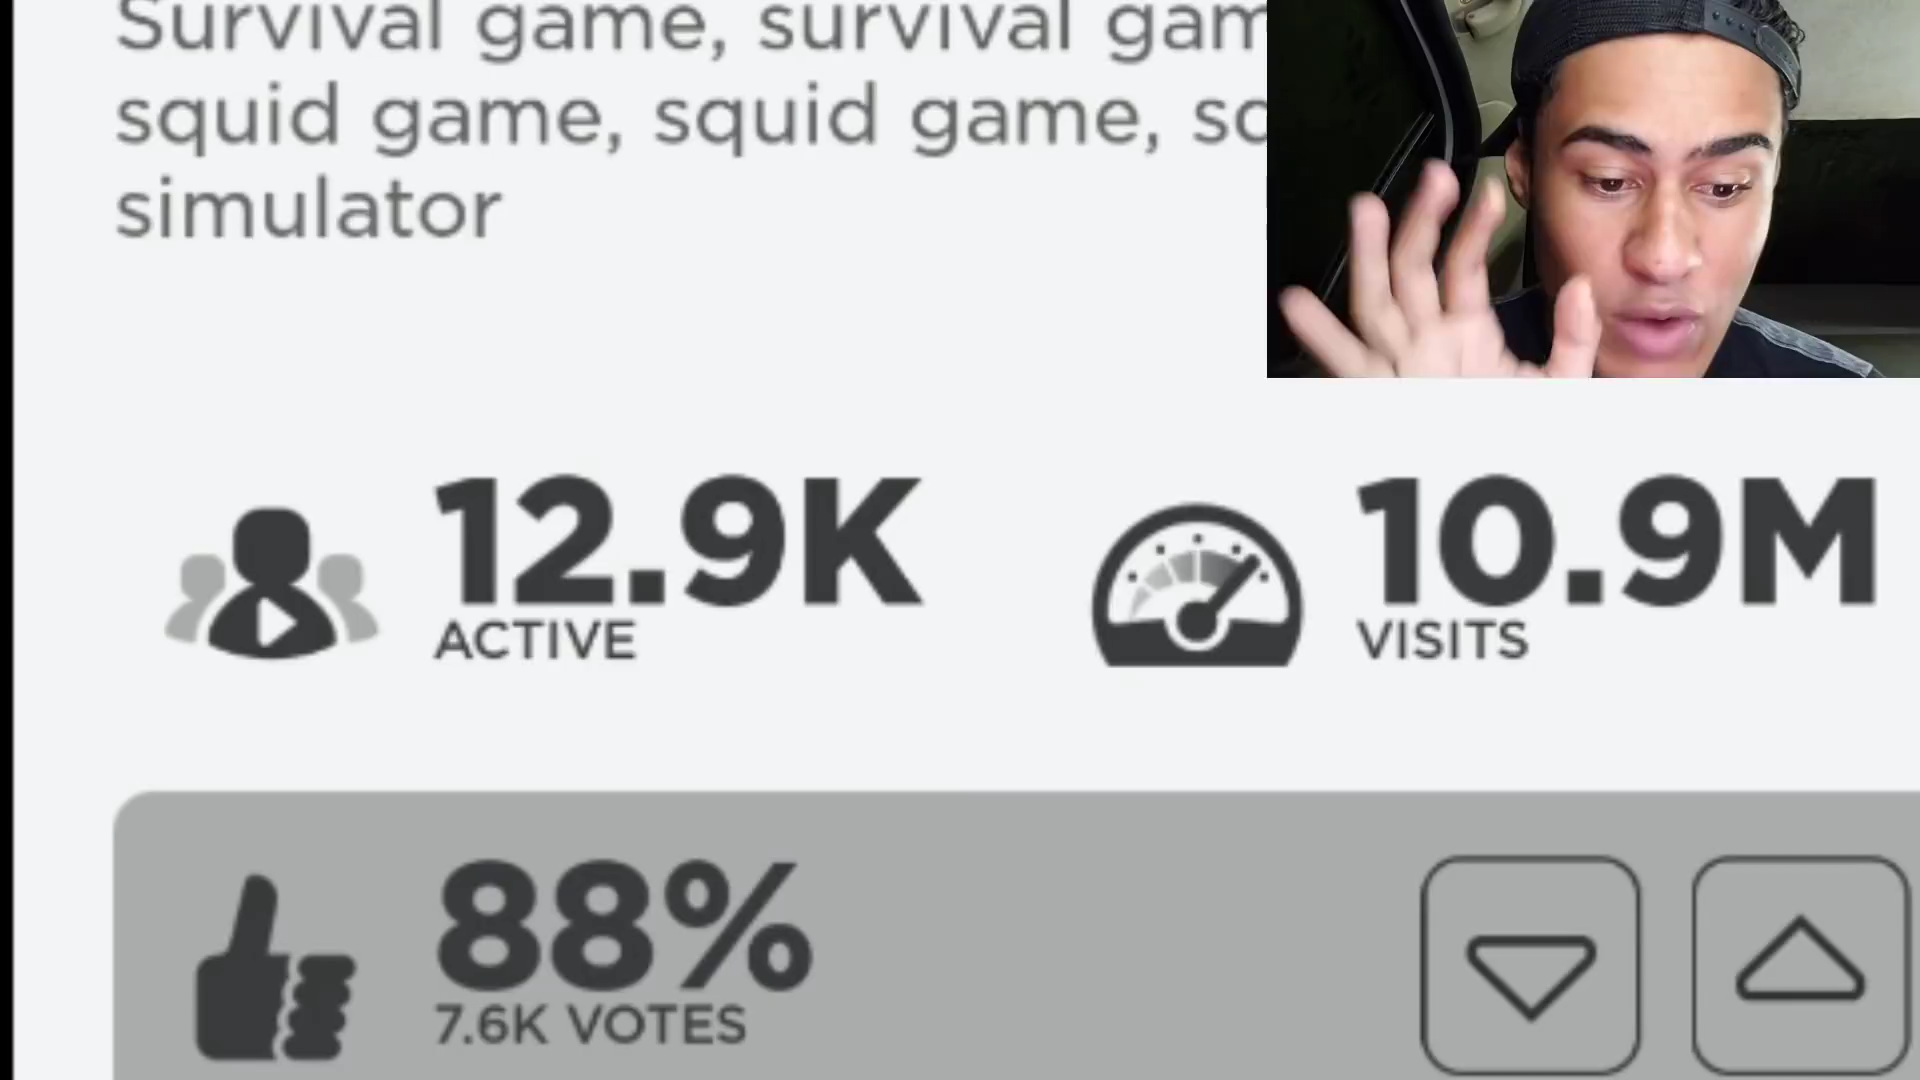 Survival game, survival gam
squid game, squid game, sq
simulator
12.9K
ACTIVE
10.9M
VISITS
88%
7.6K VOTES